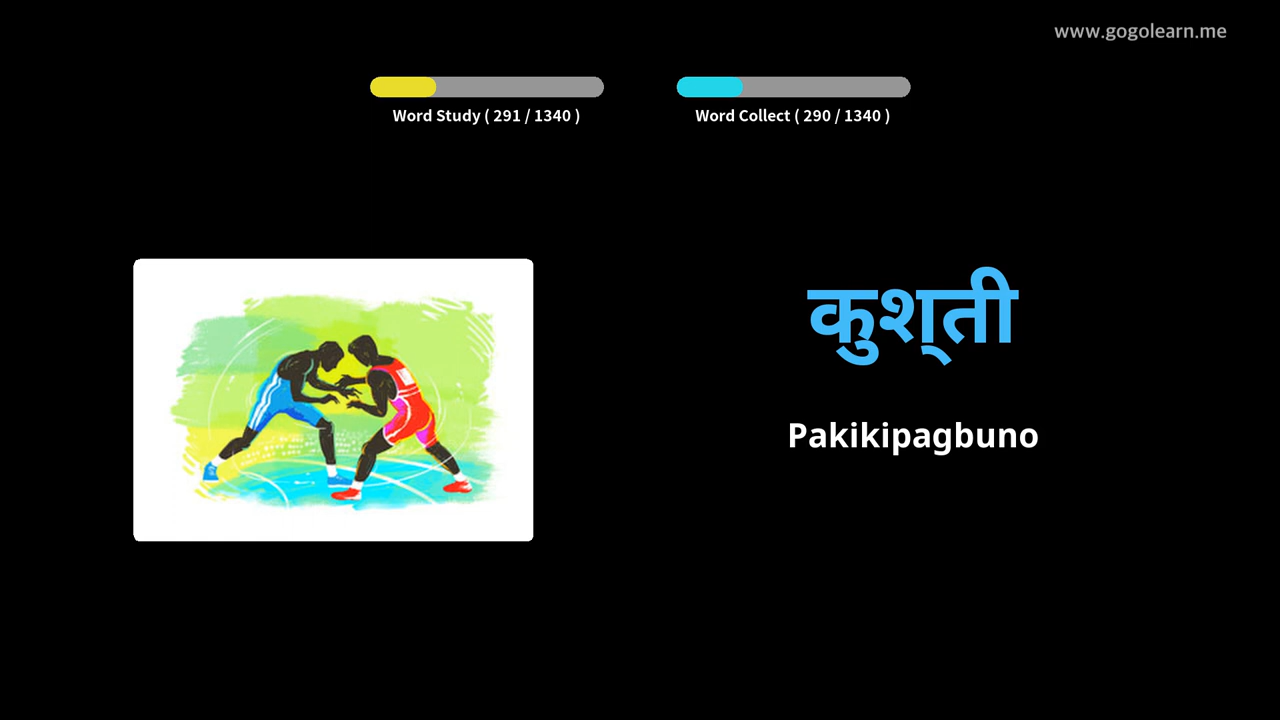 www.gogolearn.me
Word Study ( 291 / 1340 )
Word Collect ( 290 / 1340 )
कुश्ती
Pakikipagbuno